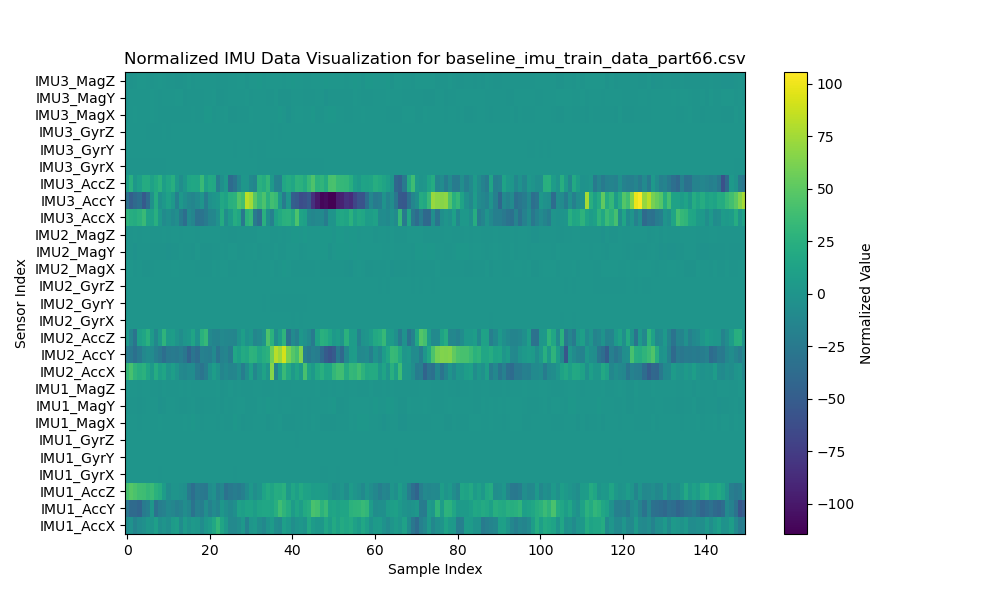 Normalized IMU Data Visualization for baseline_imu_train_data_part66.csv
IMU3_MagZ
IMU3_MagY
IMU3_MagX
IMU3_GyrZ
IMU3_GyrY
IMU3_GyrX
IMU3_AccZ
IMU3_AccY
IMU3_AccX
IMU2_MagZ
IMU2_MagY
IMU2_MagX
IMU2_GyrZ
IMU2_GyrY
IMU2_GyrX
IMU2_AccZ
IMU2_AccY
IMU2_AccX
IMU1_MagZ
IMU1_MagY
IMU1_MagX
IMU1_GyrZ
IMU1_GyrY
IMU1_GyrX
IMU1_AccZ
IMU1_AccY
IMU1_AccX
Sensor Index
0 20 40 60 80 100 120 140
Sample Index
100
75
50
25
0
−25
−50
−75
−100
Normalized Value